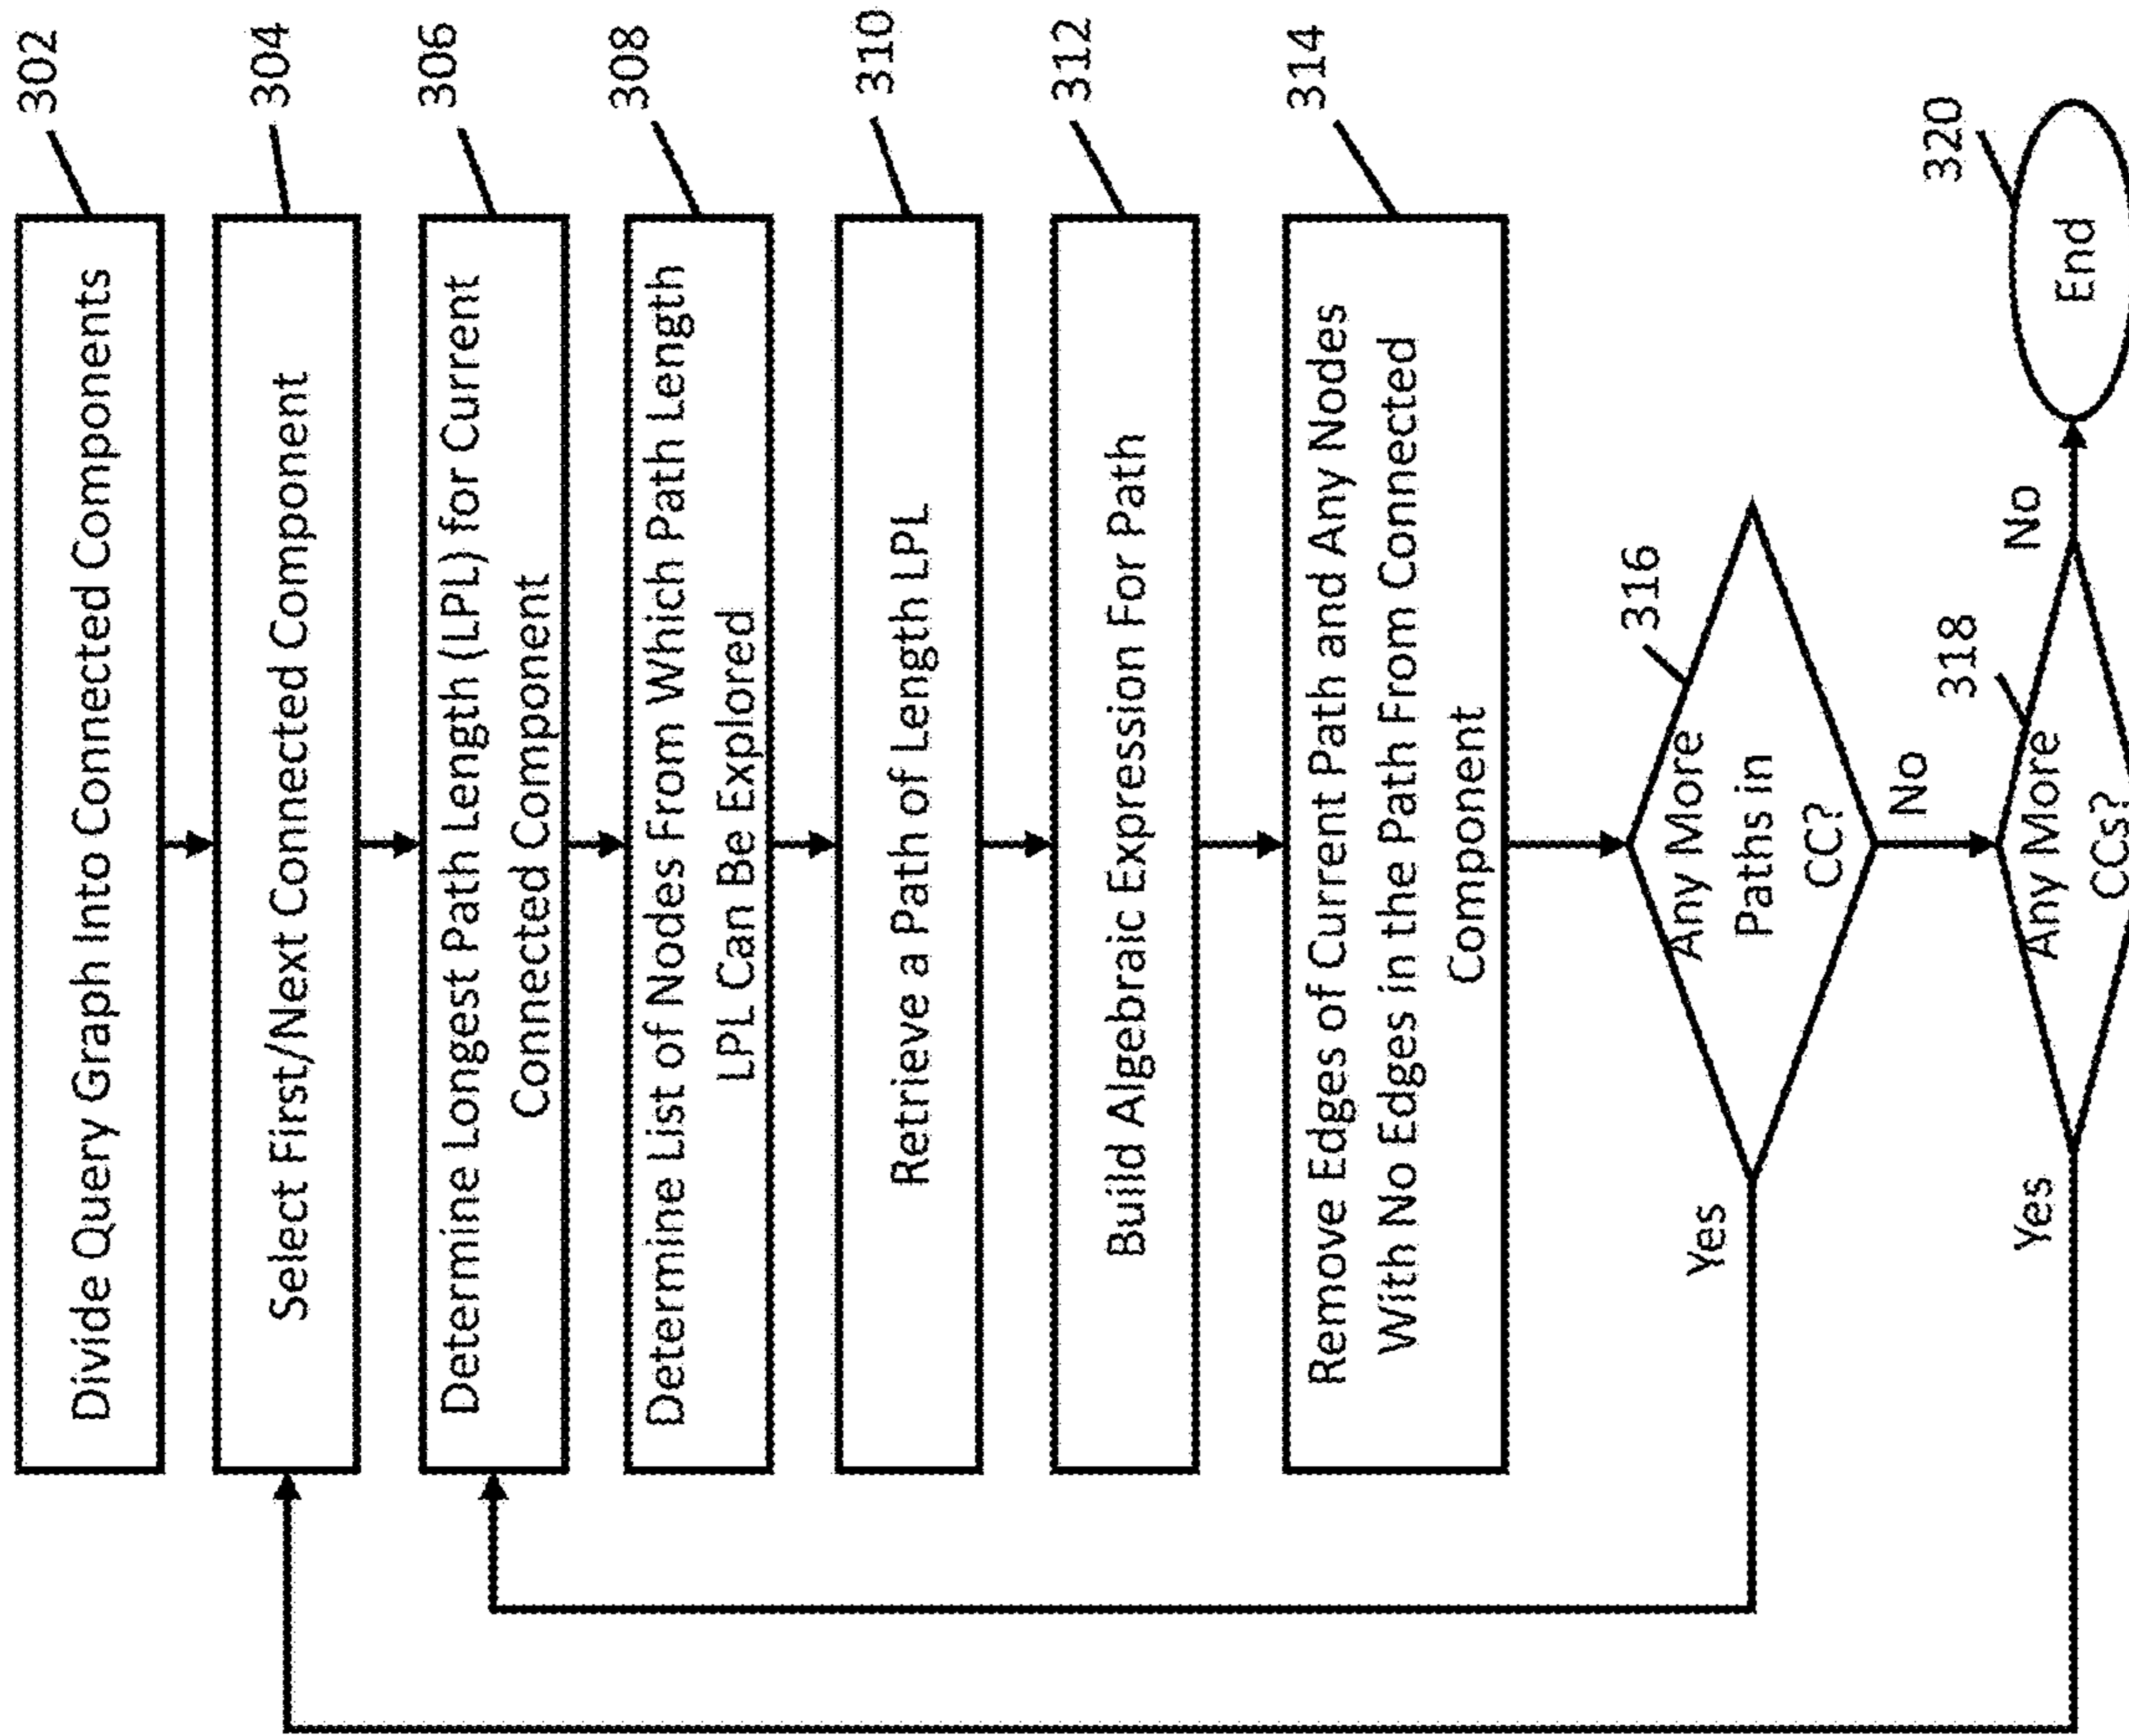 302
Divide Query Graph Into Connected Components
304
Select First/Next Connected Component
306
Determine Longest Path Length (LPL) for Current
Connected Component
308
Determine List of Nodes From Which Path Length
LPL Can Be Explored
310
Retrieve a Path of Length LPL
312
Build Algebraic Expression For Path
314
Remove Edges of Current Path and Any Nodes
With No Edges in the Path From Connected
Component
316
Any More
Paths in
CC?
Yes
No
318
Any More
CCs?
Yes
No
320
End